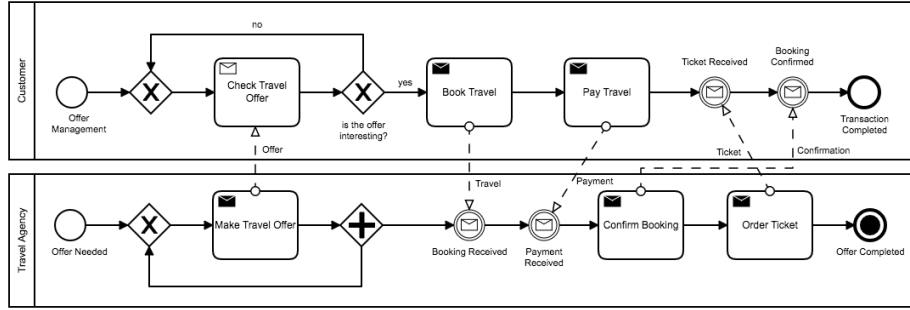 Customer
no
Check Travel
Offer
yes
Book Travel
Pay Travel
Ticket Received
Booking
Confirmed
Offer
Management
is the offer
interesting?
Transaction
Completed
Offer
Ticket
Confirmation
Travel
Payment
Travel Agency
Make Travel Offer
Confirm Booking
Order Ticket
Offer Needed
Booking Received
Payment
Received
Offer Completed